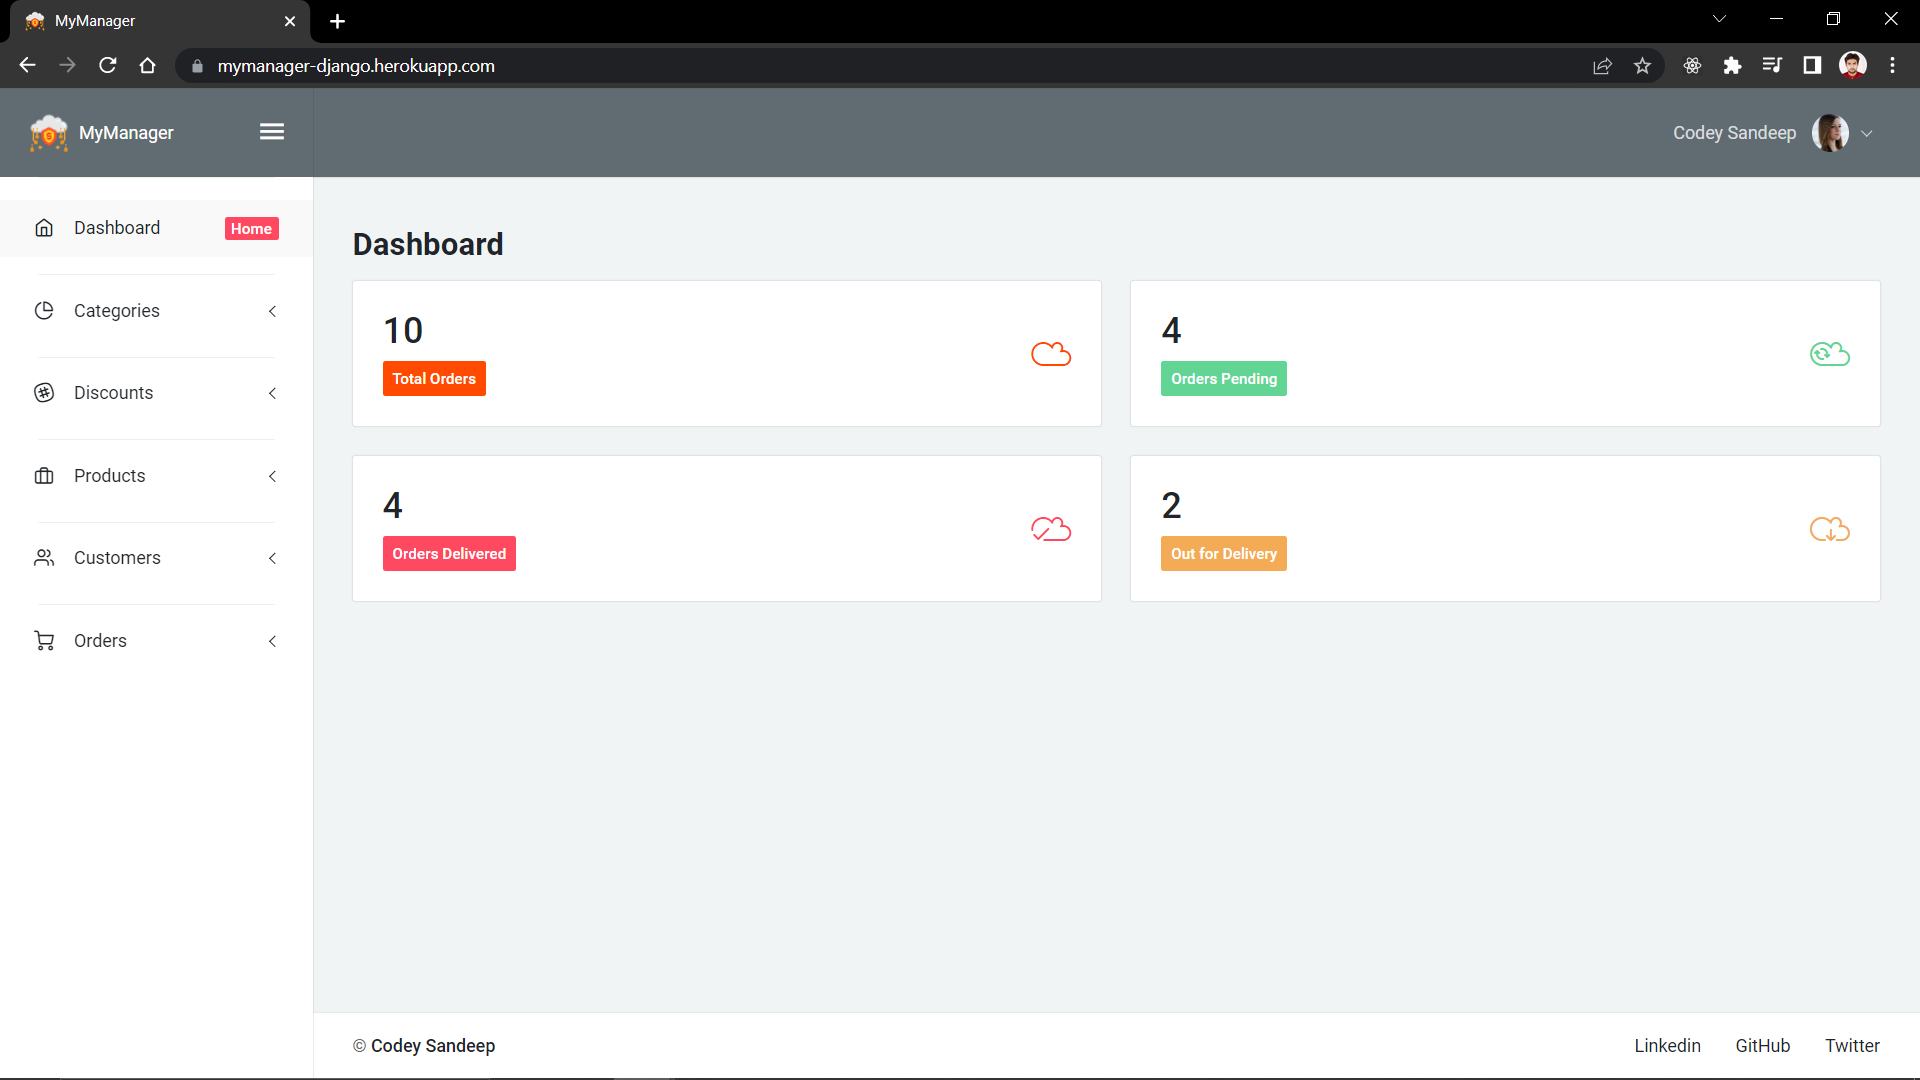 MyManager
mymanager-django.herokuapp.com
MyManager
Codey Sandeep
Dashboard Home
Categories
Discounts
Products
Customers
Orders
Dashboard
10
Total Orders
4
Orders Pending
4
Orders Delivered
2
Out for Delivery
© Codey Sandeep
Linkedin GitHub Twitter